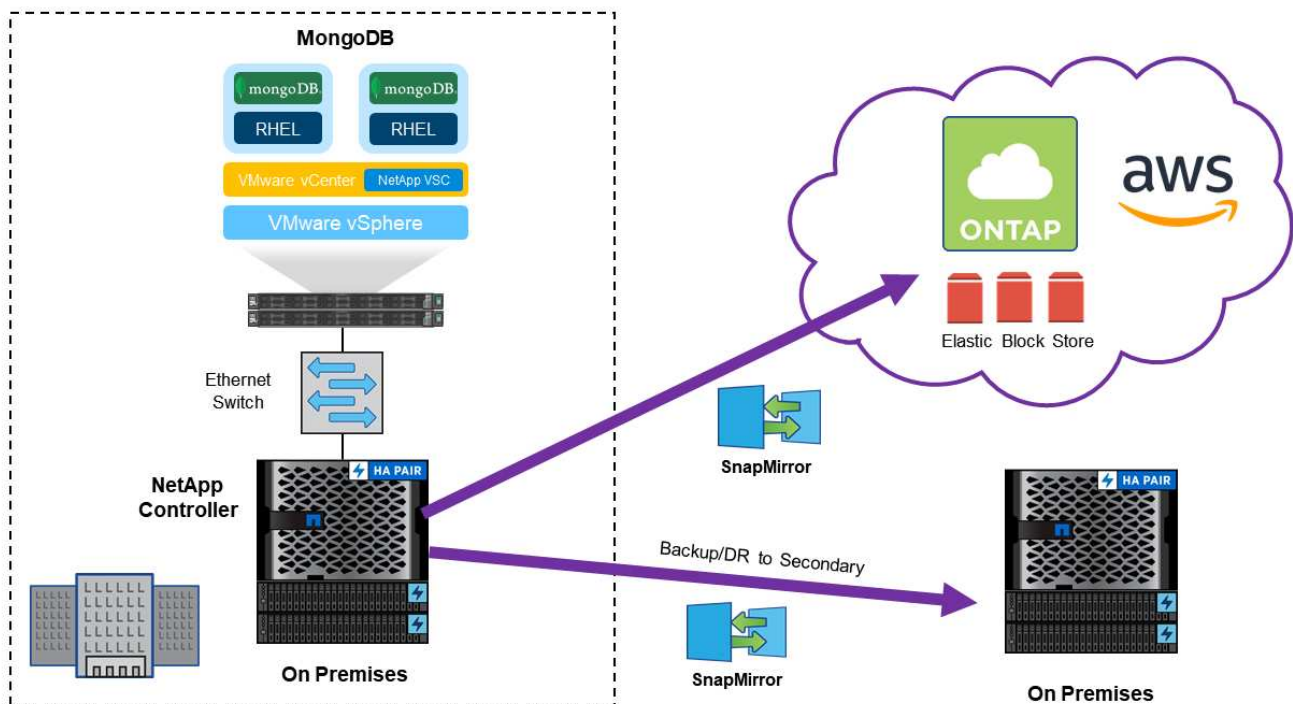 MongoDB
mongoDB.
mongoDB.
RHEL
RHEL
VMware vCenter
NetApp VSC
VMware vSphere
Ethernet
Switch
HA PAIR
NetApp
Controller
On Premises
ONTAP
aws
Elastic Block Store
SnapMirror
Backup/DR to Secondary
SnapMirror
HA PAIR
On Premises